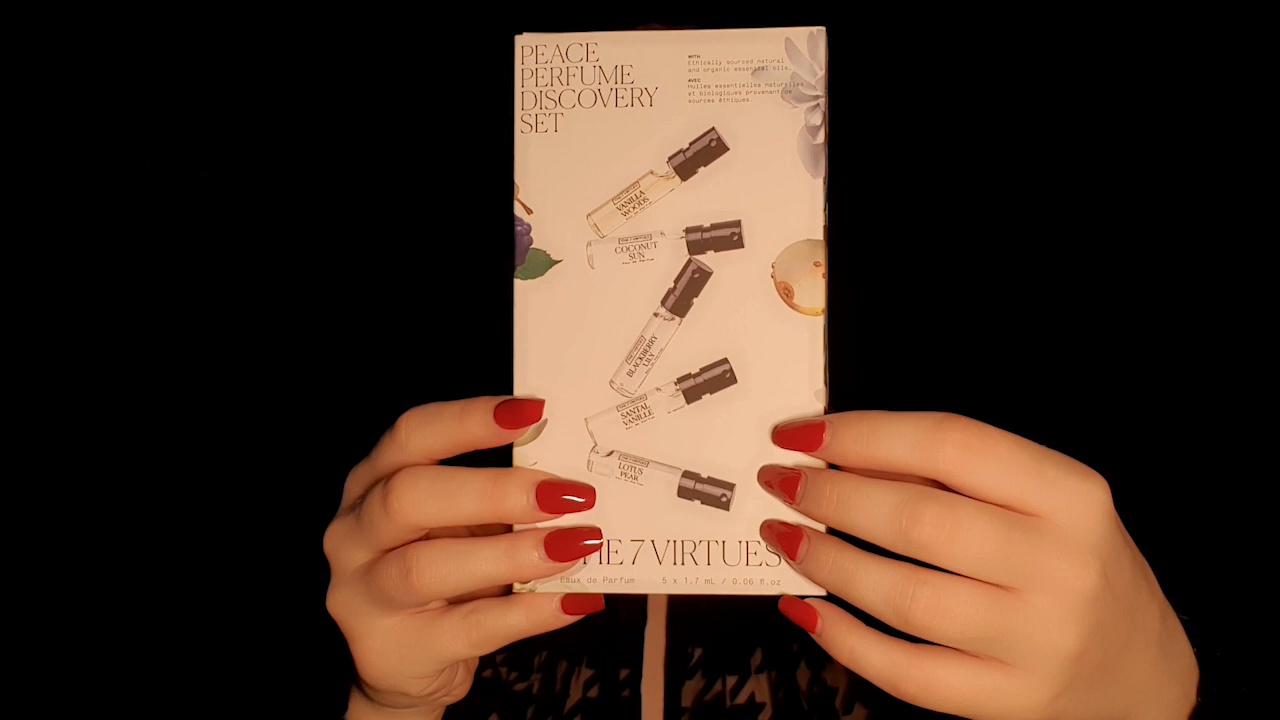 PEACE
PERFUME
DISCOVERY
SET
WITH
Ethically sourced natural
and organic essential oils.
AVEC
Huiles essentielles naturelles
et biologiques provenant de
sources éthiques.
VANILLA
WOODS
COCONUT
SUN
BLACKBERRY
LILY
SANTAL
VANILLE
LOTUS
PEAR
HE 7 VIRTUES
Eaux de Parfum 5 x 1.7 mL / 0.06 fl.oz